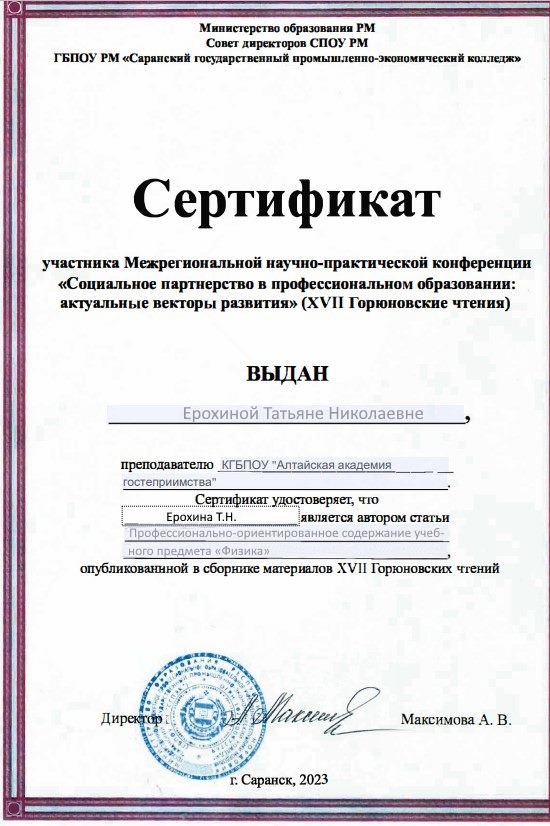 Министерство образования РМ
Совет директоров СПОУ РМ
ГБПОУ РМ «Саранский государственный промышленно-экономический колледж»
Сертификат
участника Межрегиональной научно-практической конференции
«Социальное партнерство в профессиональном образовании:
актуальные векторы развития» (XVII Горюновские чтения)
ВЫДАН
Ерохиной Татьяне Николаевне,
преподавателю КГБПОУ "Алтайская академия
гостеприимства".
Сертификат удостоверяет, что
Ерохина Т.Н. является автором статьи
Профессионально-ориентированное содержание учеб-
ного предмета «Физика»,
опубликованнной в сборнике материалов XVII Горюновских чтений
Директор Максимова А. В.
г. Саранск, 2023